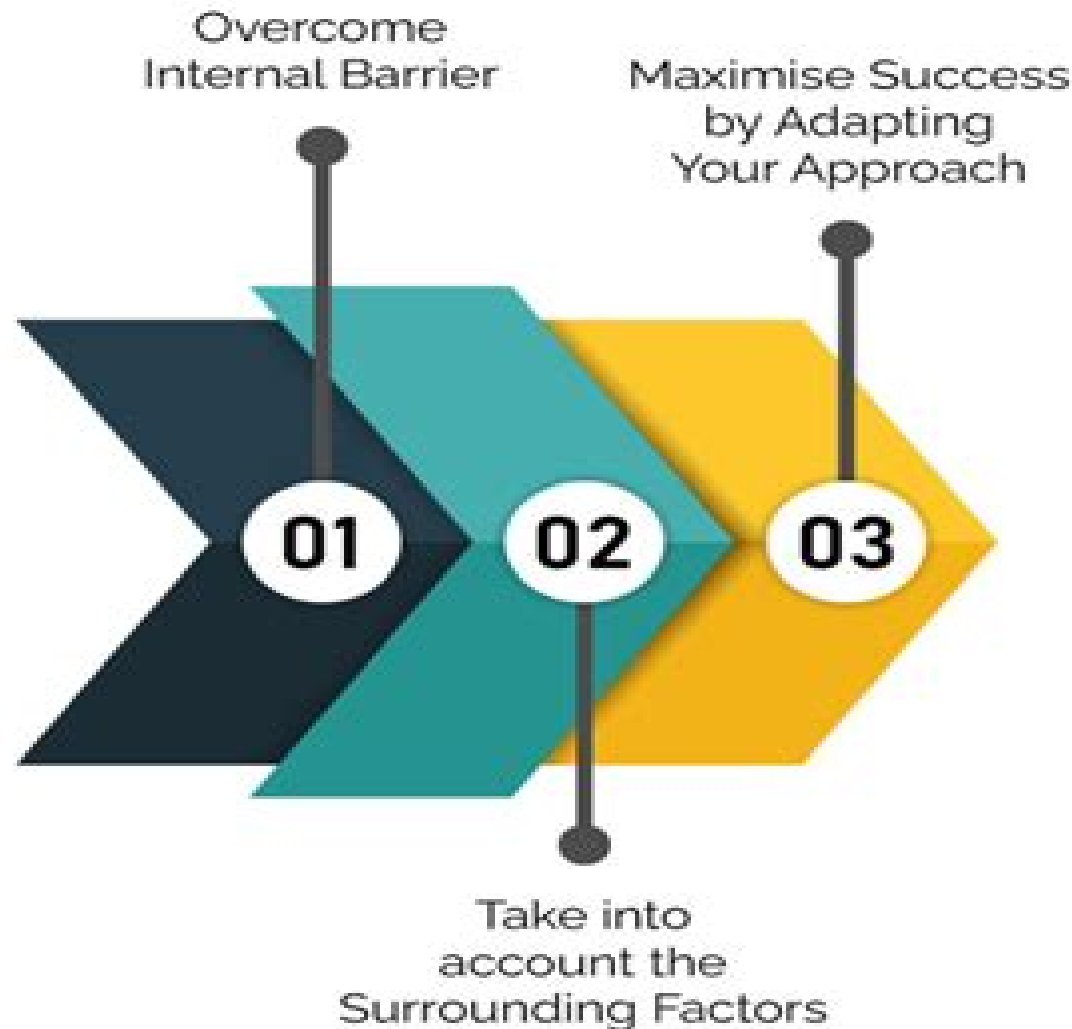 Overcome
Internal Barrier
Maximise Success
by Adapting
Your Approach
01
02
03
Take into
account the
Surrounding Factors